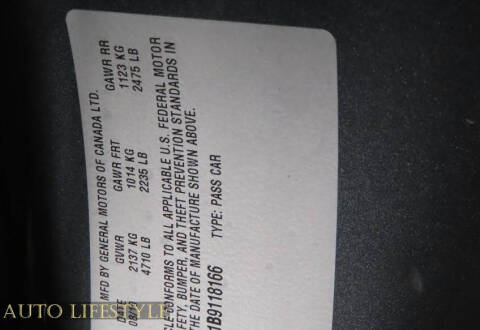 MFD BY GENERAL MOTORS OF CANADA LTD.
GVWR GAWR FRT GAWR RR
2137 KG 1014 KG 1123 KG
4710 LB 2235 LB 2475 LB
CONFORMS TO ALL APPLICABLE U.S. FEDERAL MOTOR
BUMPER, AND THEFT PREVENTION STANDARDS IN
THE DATE OF MANUFACTURE SHOWN ABOVE.
1B9118166 TYPE: PASS CAR
AUTO LIFESTYLE